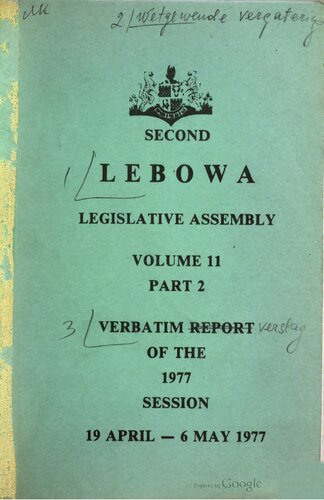 NK 2/ Wetgewende vergadering
SECOND
1/ LEBOWA
LEGISLATIVE ASSEMBLY
VOLUME 11
PART 2
3/ VERBATIM REPORT verslag
OF THE
1977
SESSION
19 APRIL — 6 MAY 1977
Digitized by Google